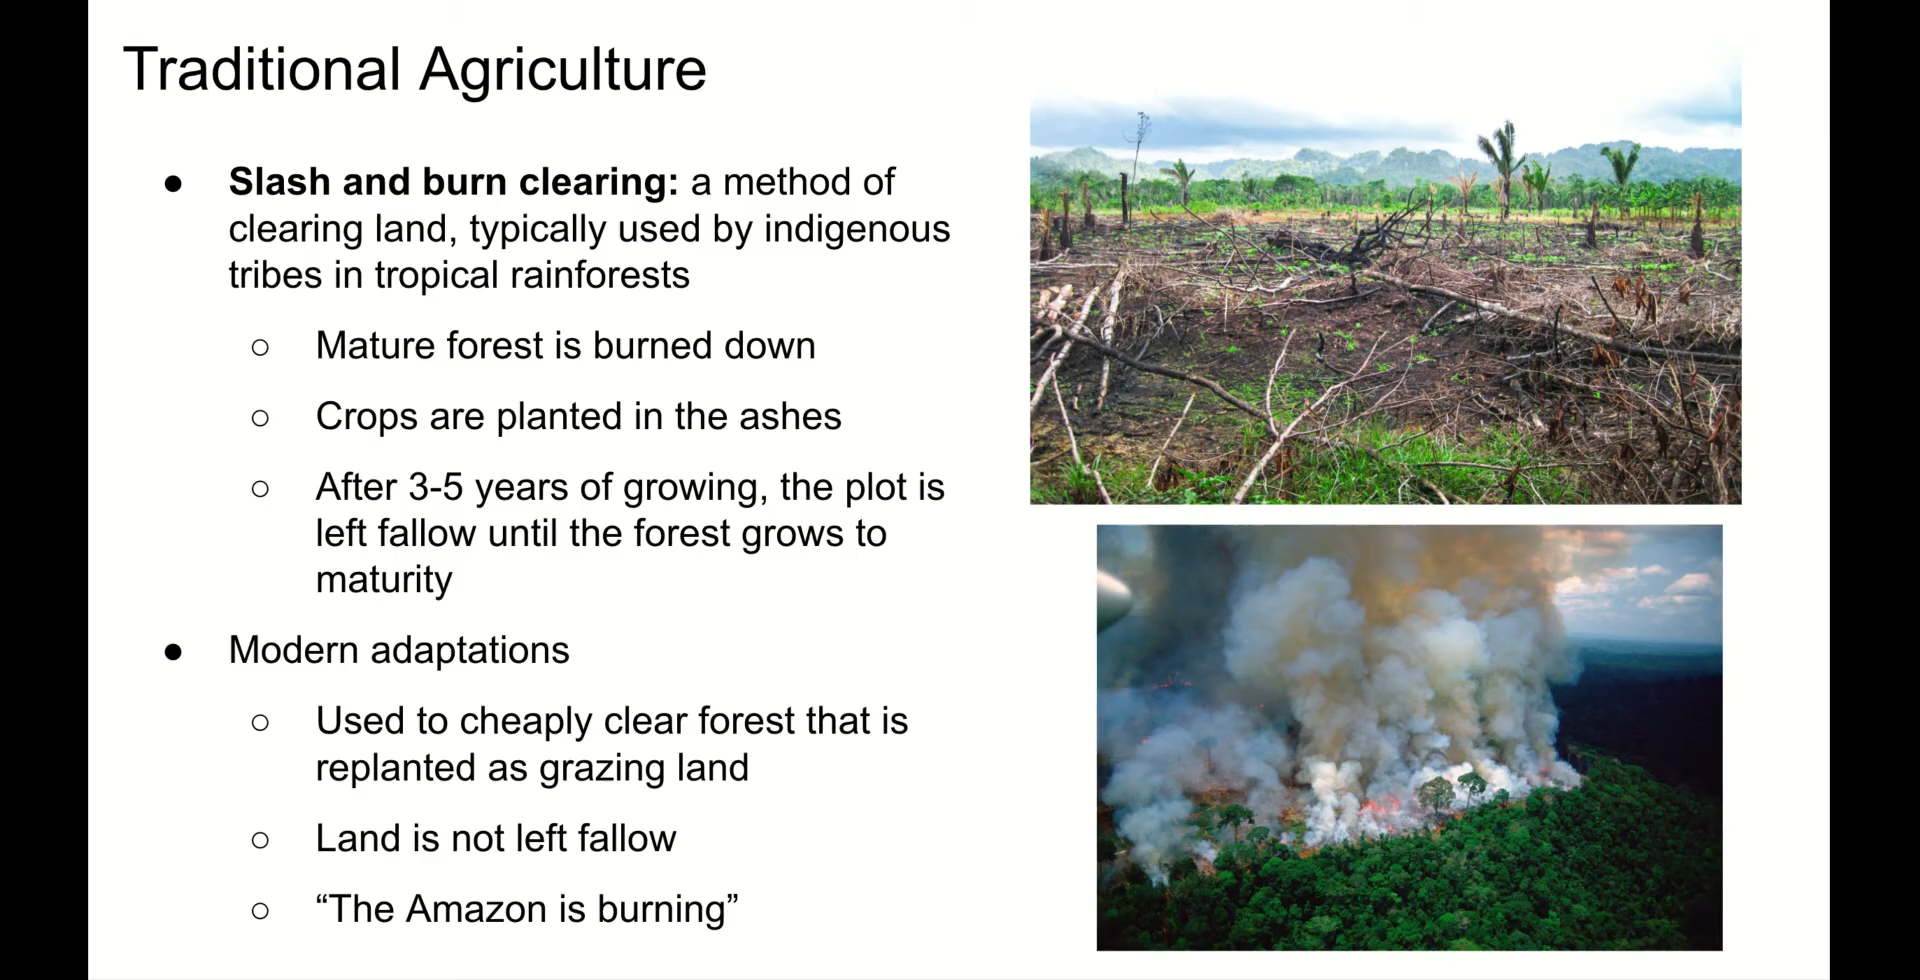 Traditional Agriculture
● Slash and burn clearing: a method of
clearing land, typically used by indigenous
tribes in tropical rainforests
○ Mature forest is burned down
○ Crops are planted in the ashes
○ After 3-5 years of growing, the plot is
left fallow until the forest grows to
maturity
● Modern adaptations
○ Used to cheaply clear forest that is
replanted as grazing land
○ Land is not left fallow
○ “The Amazon is burning”